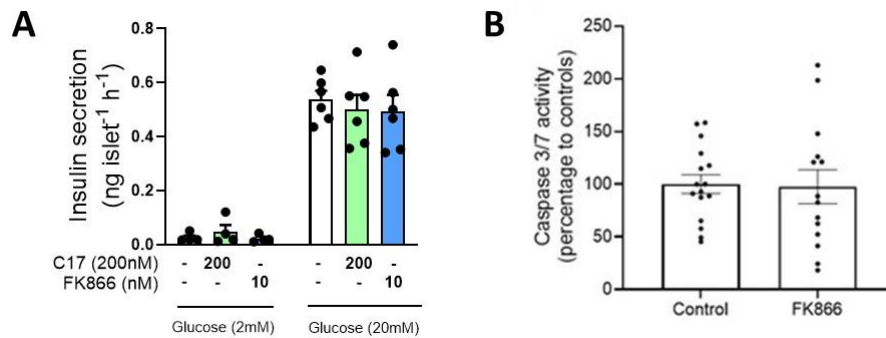 A
Insulin secretion
(ng islet⁻¹ h⁻¹)
0.8
0.6
0.4
0.2
0.0
C17 (200nM) - 200 - - 200 -
FK866 (nM) - - 10 - - 10
Glucose (2mM) Glucose (20mM)
B
Caspase 3/7 activity
(percentage to controls)
250
200
150
100
50
0
Control FK866